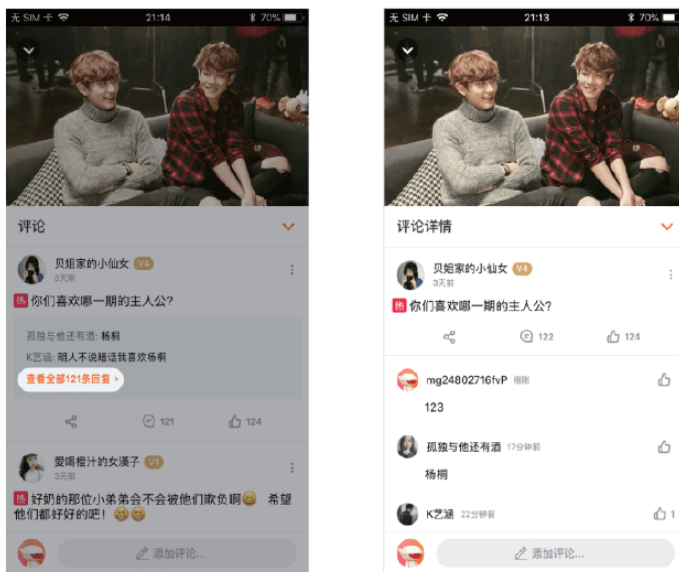 无 SIM 卡
21:14
70%
评论
贝姐家的小仙女 V4
3天前
热 你们喜欢哪一期的主人公?
孤独与他还有酒: 杨桐
K艺涵: 明人不说暗话我喜欢杨桐
查看全部121条回复
121
124
愛喝橙汁的女漢子 V1
3天前
热 好奶的那位小弟弟会不会被他们欺负啊 希望
他们都好好的吧!
添加评论...
无 SIM 卡
21:13
70%
评论详情
贝姐家的小仙女 V4
3天前
热 你们喜欢哪一期的主人公?
122
124
mg24802716fvP 刚刚
123
孤独与他还有酒 17分钟前
杨桐
K艺涵 22分钟前
1
添加评论...